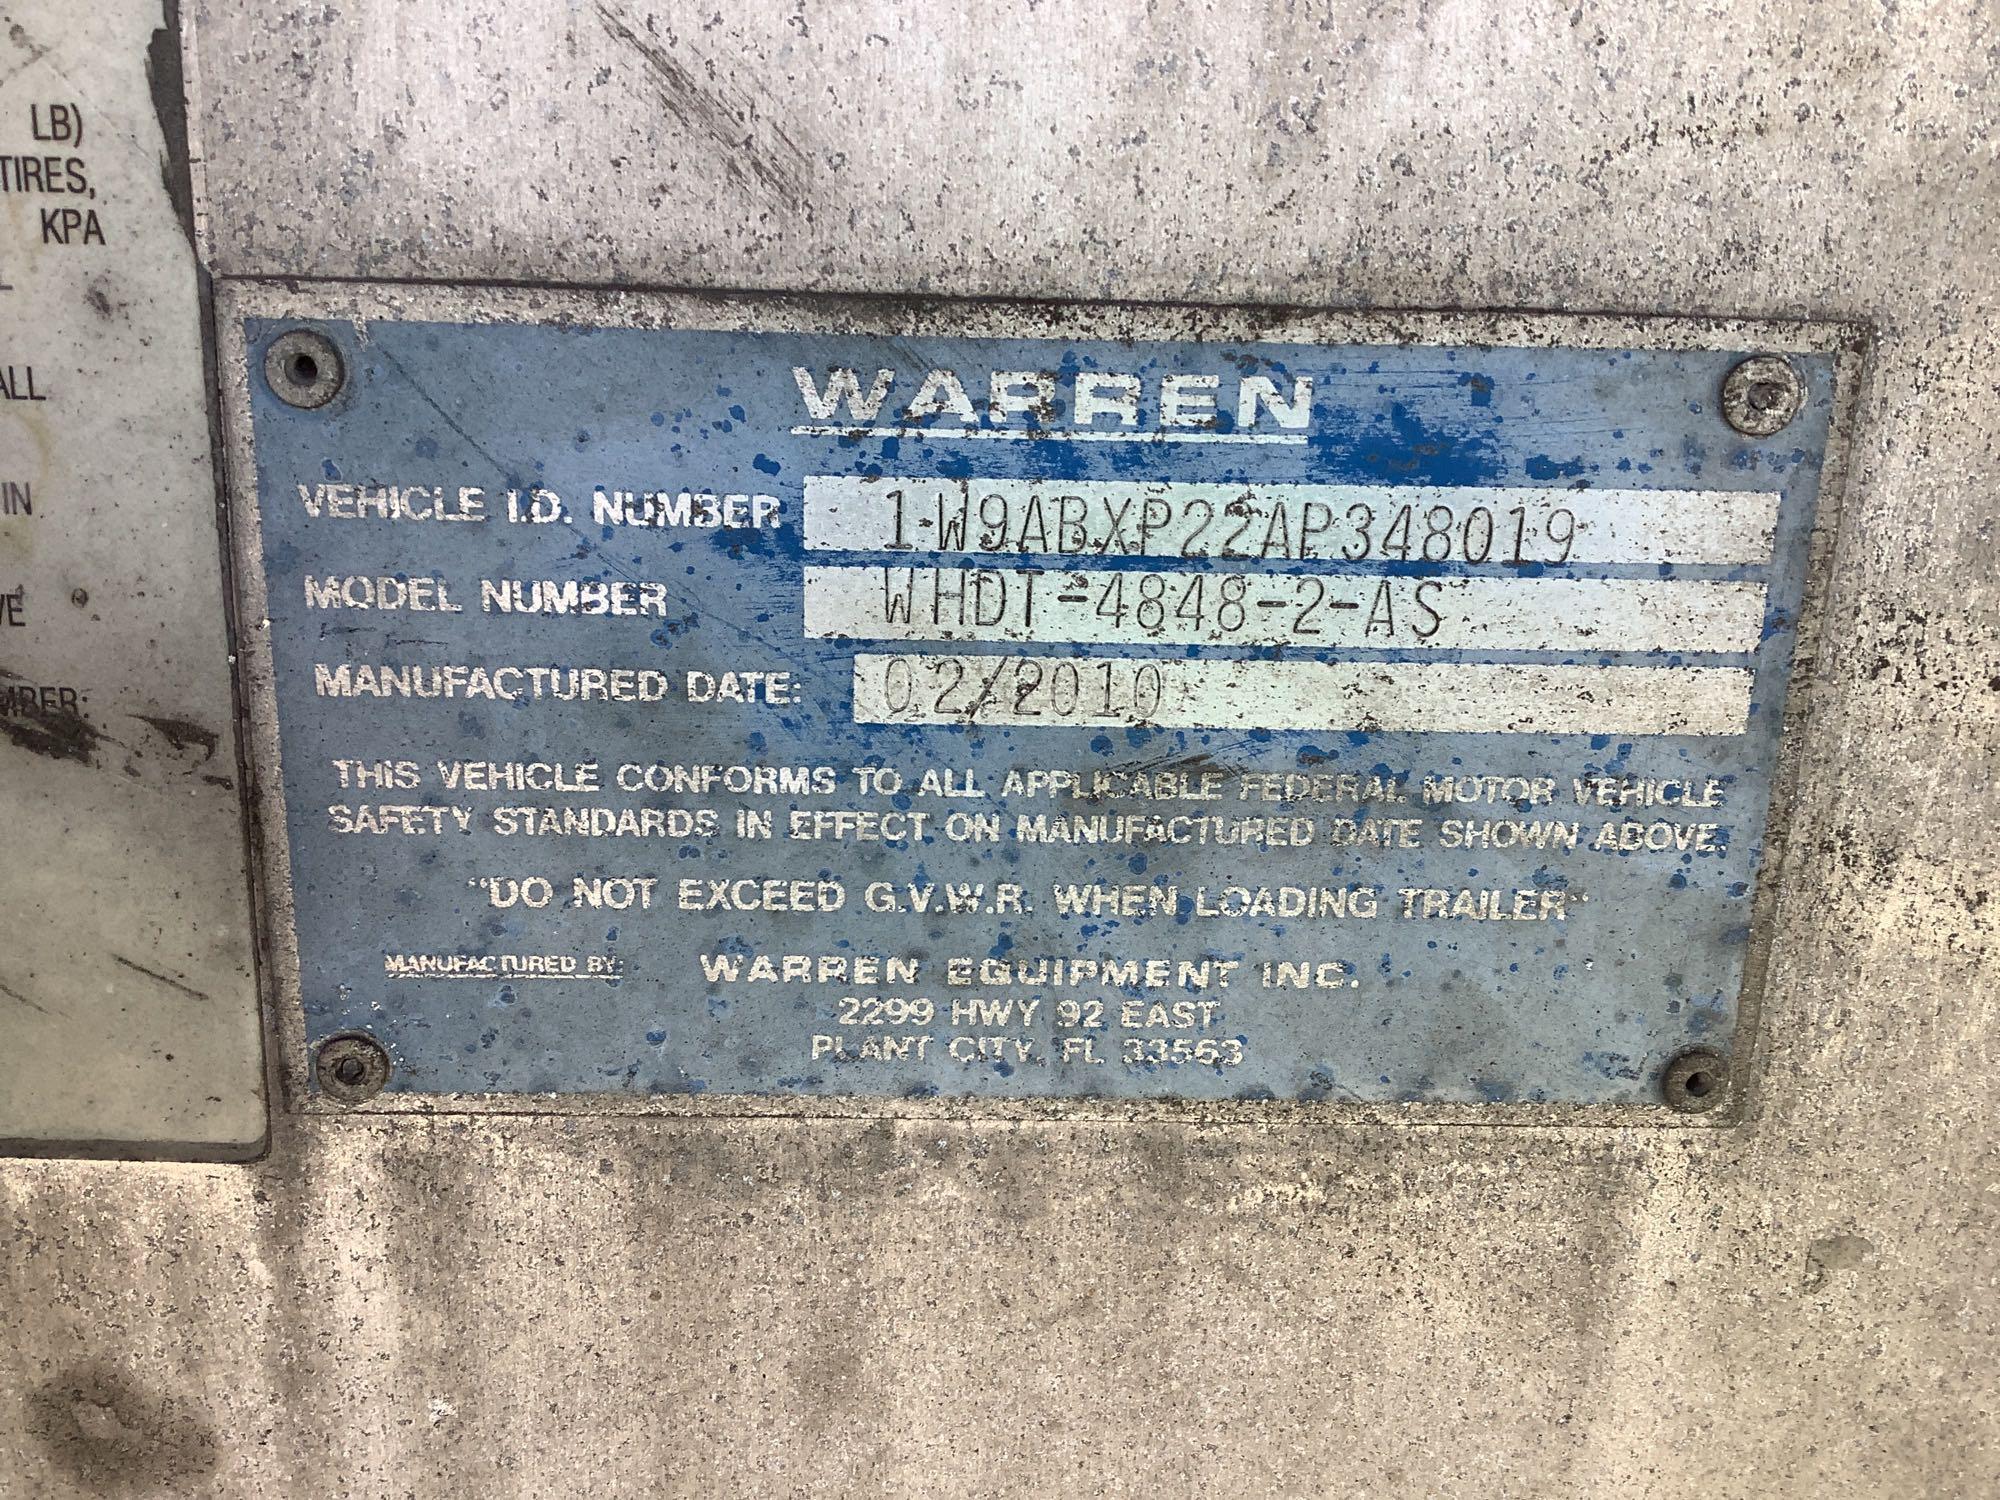 LB)
TIRES,
KPA
ALL
IN
WARREN
VEHICLE I.D. NUMBER 1W9ABXP22AP348019
MODEL NUMBER WHDT-4848-2-AS
MANUFACTURED DATE: 02/2010
THIS VEHICLE CONFORMS TO ALL APPLICABLE FEDERAL MOTOR VEHICLE
SAFETY STANDARDS IN EFFECT ON MANUFACTURED DATE SHOWN ABOVE.
"DO NOT EXCEED G.V.W.R. WHEN LOADING TRAILER"
MANUFACTURED BY: WARREN EQUIPMENT INC.
2299 HWY 92 EAST
PLANT CITY, FL 33563